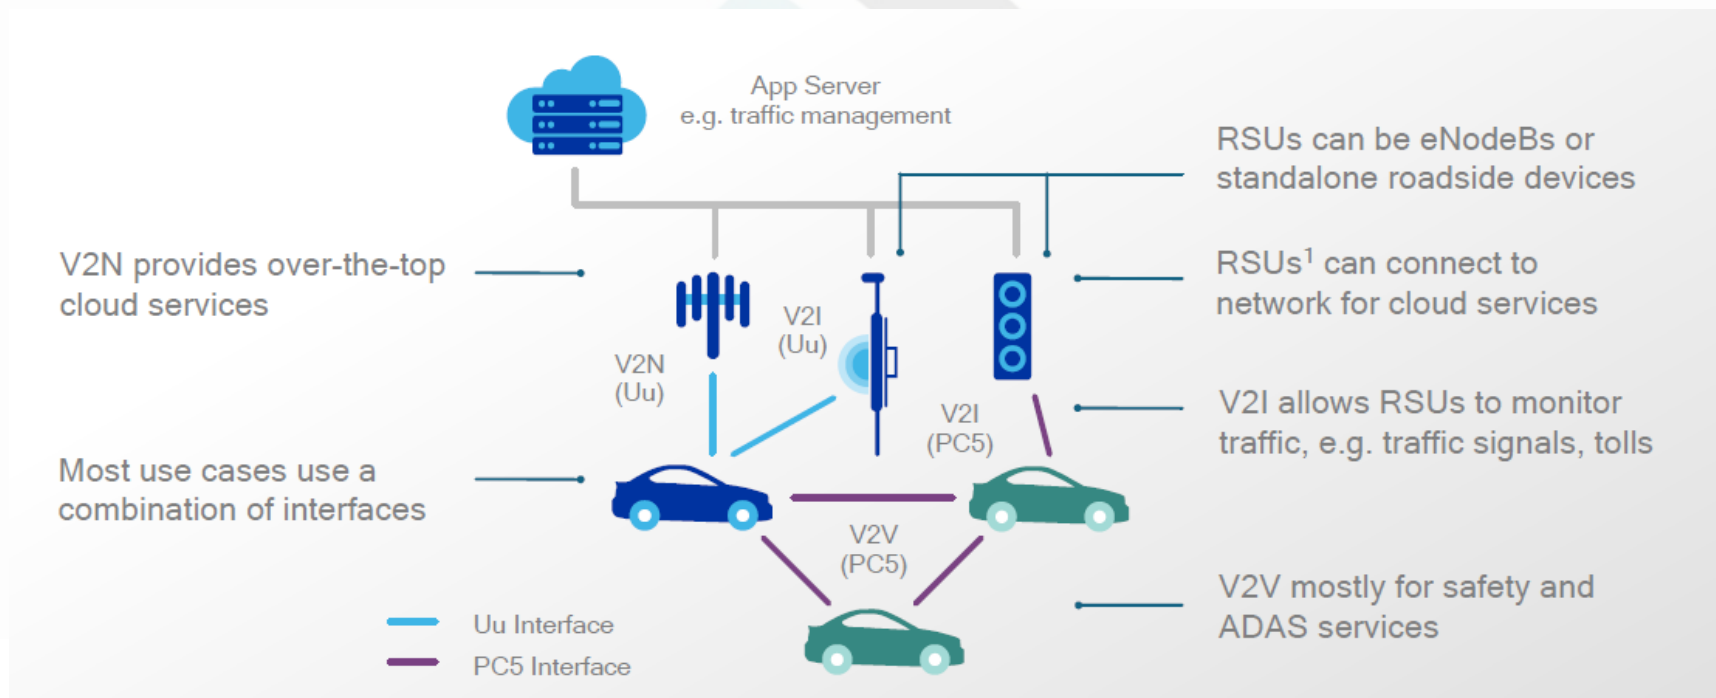 App Server
e.g. traffic management
RSUs can be eNodeBs or
standalone roadside devices
V2N provides over-the-top
cloud services
RSUs¹ can connect to
network for cloud services
V2I
(Uu)
V2N
(Uu)
V2I
(PC5)
V2I allows RSUs to monitor
traffic, e.g. traffic signals, tolls
Most use cases use a
combination of interfaces
V2V
(PC5)
V2V mostly for safety and
ADAS services
Uu Interface
PC5 Interface